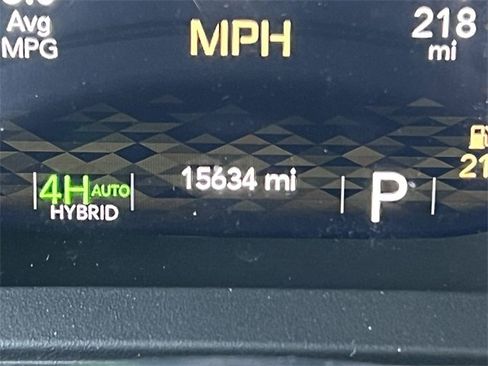 Avg
MPG
MPH
218
mi
4H AUTO
HYBRID
15634 mi
P